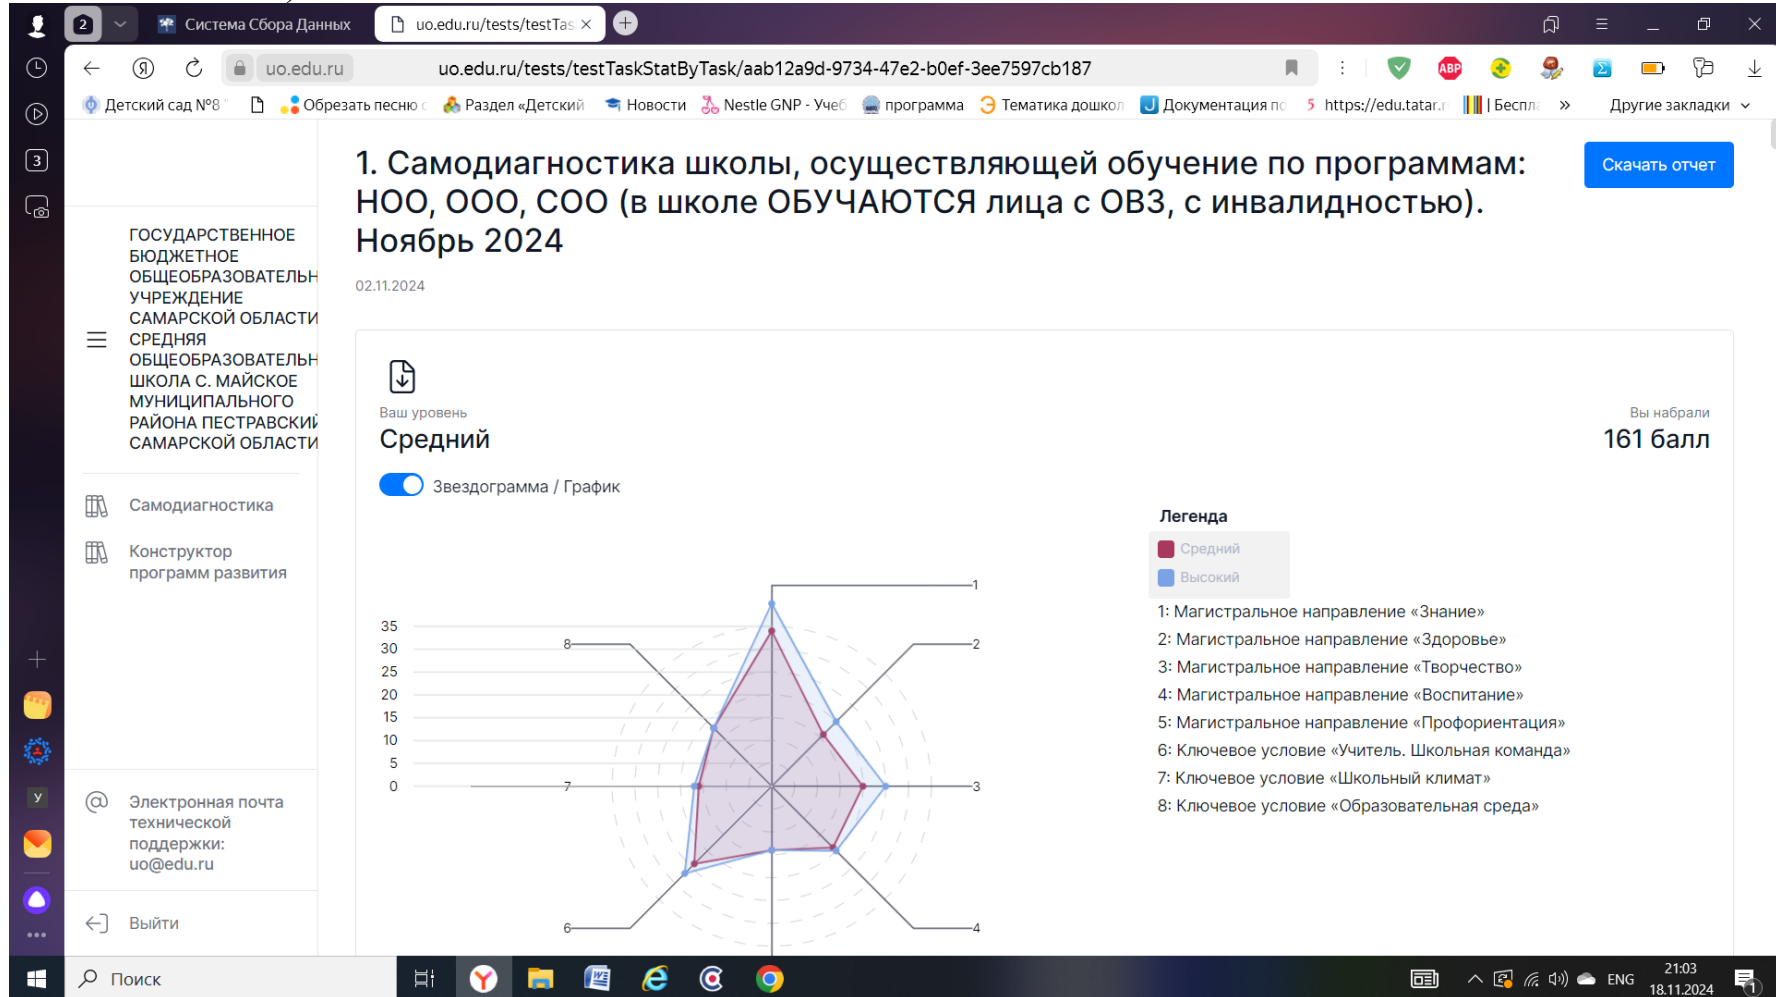 2
Система Сбора Данных
uo.edu.ru/tests/testTas
uo.edu.ru
uo.edu.ru/tests/testTaskStatByTask/aab12a9d-9734-47e2-b0ef-3ee7597cb187
ABP
Детский сад №8 "
Обрезать песню с
Раздел «Детский
Новости
Nestle GNP - Учеб
программа
Тематика дошкол
Документация по
https://edu.tatar.r
| Беспла
»
Другие закладки
3
1. Самодиагностика школы, осуществляющей обучение по программам:
НОО, ООО, СОО (в школе ОБУЧАЮТСЯ лица с ОВЗ, с инвалидностью).
Ноябрь 2024
Скачать отчет
02.11.2024
ГОСУДАРСТВЕННОЕ
БЮДЖЕТНОЕ
ОБЩЕОБРАЗОВАТЕЛЬН
УЧРЕЖДЕНИЕ
САМАРСКОЙ ОБЛАСТИ
СРЕДНЯЯ
ОБЩЕОБРАЗОВАТЕЛЬН
ШКОЛА С. МАЙСКОЕ
МУНИЦИПАЛЬНОГО
РАЙОНА ПЕСТРАВСКИЙ
САМАРСКОЙ ОБЛАСТИ
Самодиагностика
Конструктор
программ развития
Электронная почта
технической
поддержки:
uo@edu.ru
Выйти
Ваш уровень
Средний
Вы набрали
161 балл
Звездограмма / График
35
30
25
20
15
10
5
0
1
2
3
4
6
7
8
Легенда
Средний
Высокий
1: Магистральное направление «Знание»
2: Магистральное направление «Здоровье»
3: Магистральное направление «Творчество»
4: Магистральное направление «Воспитание»
5: Магистральное направление «Профориентация»
6: Ключевое условие «Учитель. Школьная команда»
7: Ключевое условие «Школьный климат»
8: Ключевое условие «Образовательная среда»
У
Поиск
ENG
21:03
18.11.2024
1